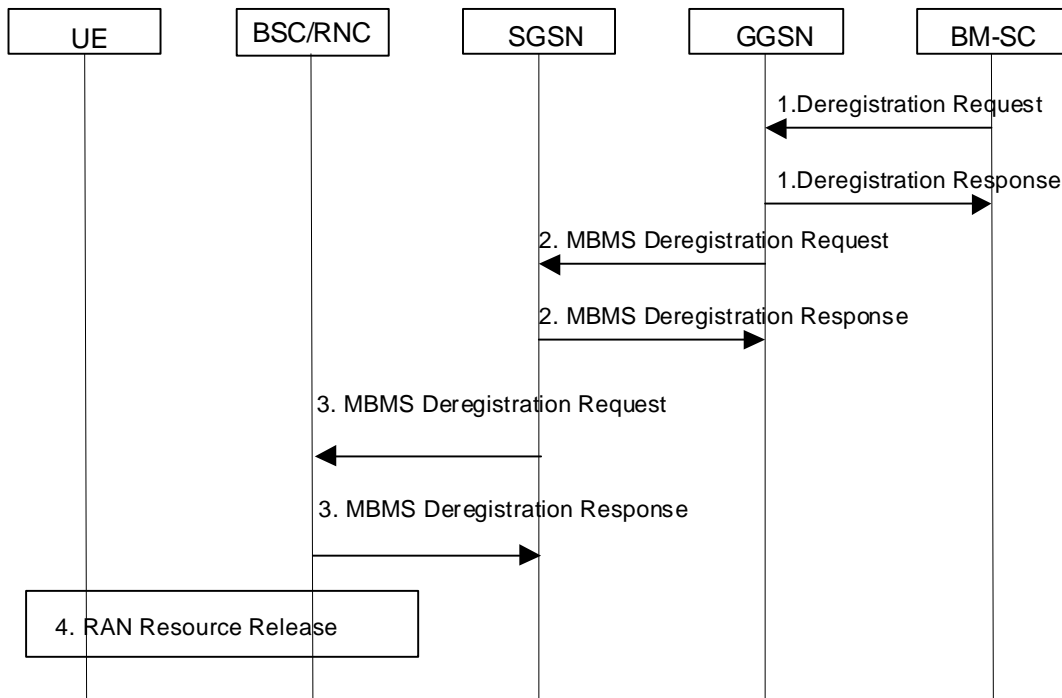 UE
BSC/RNC
SGSN
GGSN
BM-SC
1.Deregistration Request
1.Deregistration Response
2. MBMS Deregistration Request
2. MBMS Deregistration Response
3. MBMS Deregistration Request
3. MBMS Deregistration Response
4. RAN Resource Release